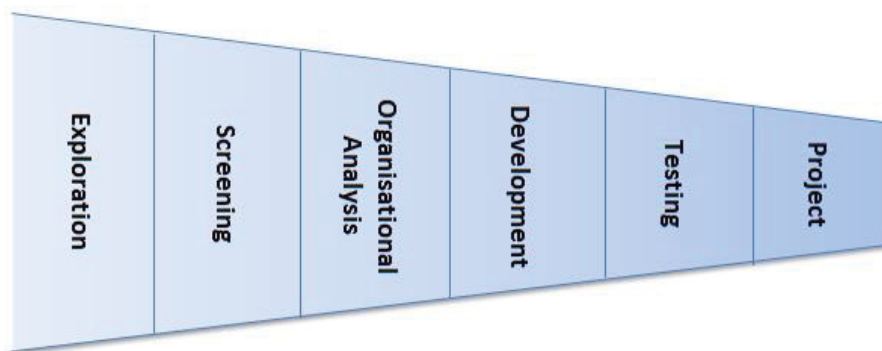 Exploration
Screening
Organisational
Analysis
Development
Testing
Project